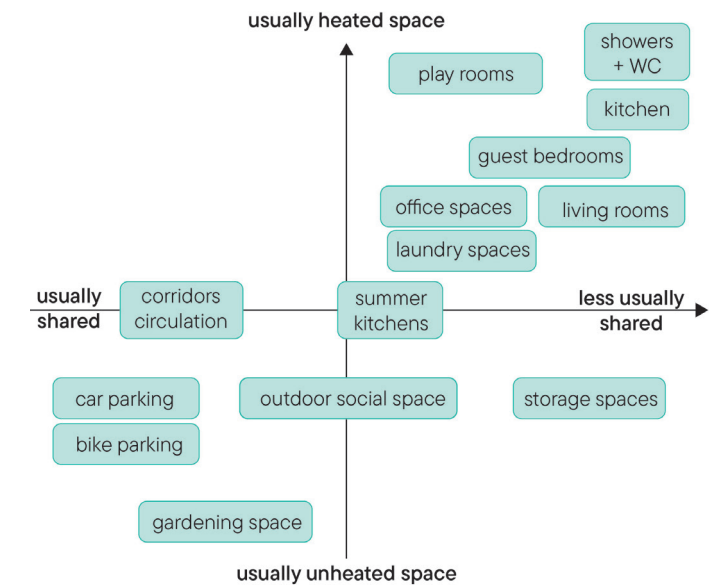 usually heated space
showers
+ WC
play rooms
kitchen
guest bedrooms
office spaces
living rooms
laundry spaces
usually
shared
corridors
circulation
summer
kitchens
less usually
shared
car parking
outdoor social space
storage spaces
bike parking
gardening space
usually unheated space